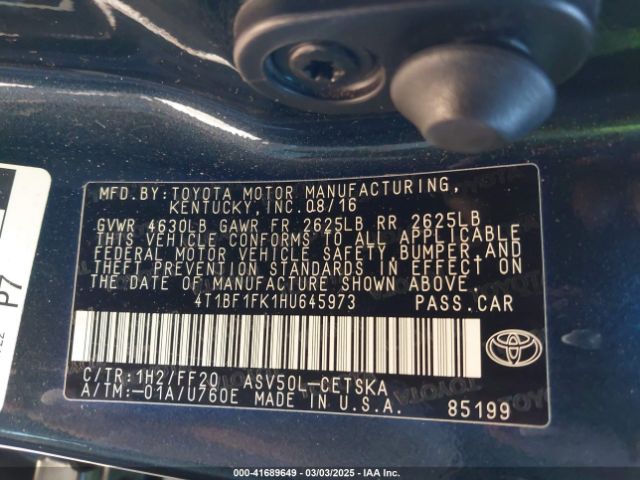 MFD. BY: TOYOTA MOTOR MANUFACTURING,
KENTUCKY, INC. 08/16
GVWR 4630LB GAWR FR 2625LB RR 2625LB
THIS VEHICLE CONFORMS TO ALL APPLICABLE
FEDERAL MOTOR VEHICLE SAFETY, BUMPER, AND
THEFT PREVENTION STANDARDS IN EFFECT ON
THE DATE OF MANUFACTURE SHOWN ABOVE.
4T1BF1FK1HU645973 PASS. CAR
C/TR: 1H2/FF20 ASV50L-CETSKA
A/TM: -01A/U760E MADE IN U.S.A.
85199
P7
000-41689649 | 03/03/2025 | IAA Inc.